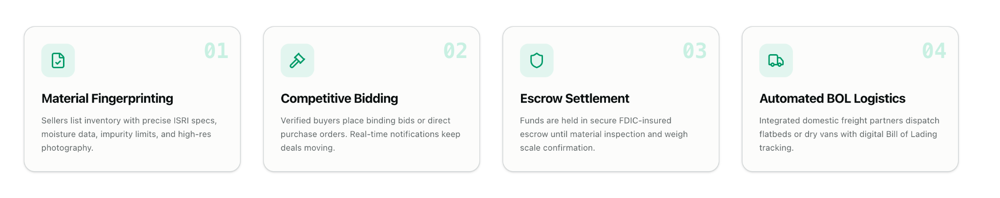 01
Material Fingerprinting
Sellers list inventory with precise ISRI specs,
moisture data, impurity limits, and high-res
photography.
02
Competitive Bidding
Verified buyers place binding bids or direct
purchase orders. Real-time notifications keep
deals moving.
03
Escrow Settlement
Funds are held in secure FDIC-insured
escrow until material inspection and weigh
scale confirmation.
04
Automated BOL Logistics
Integrated domestic freight partners dispatch
flatbeds or dry vans with digital Bill of Lading
tracking.